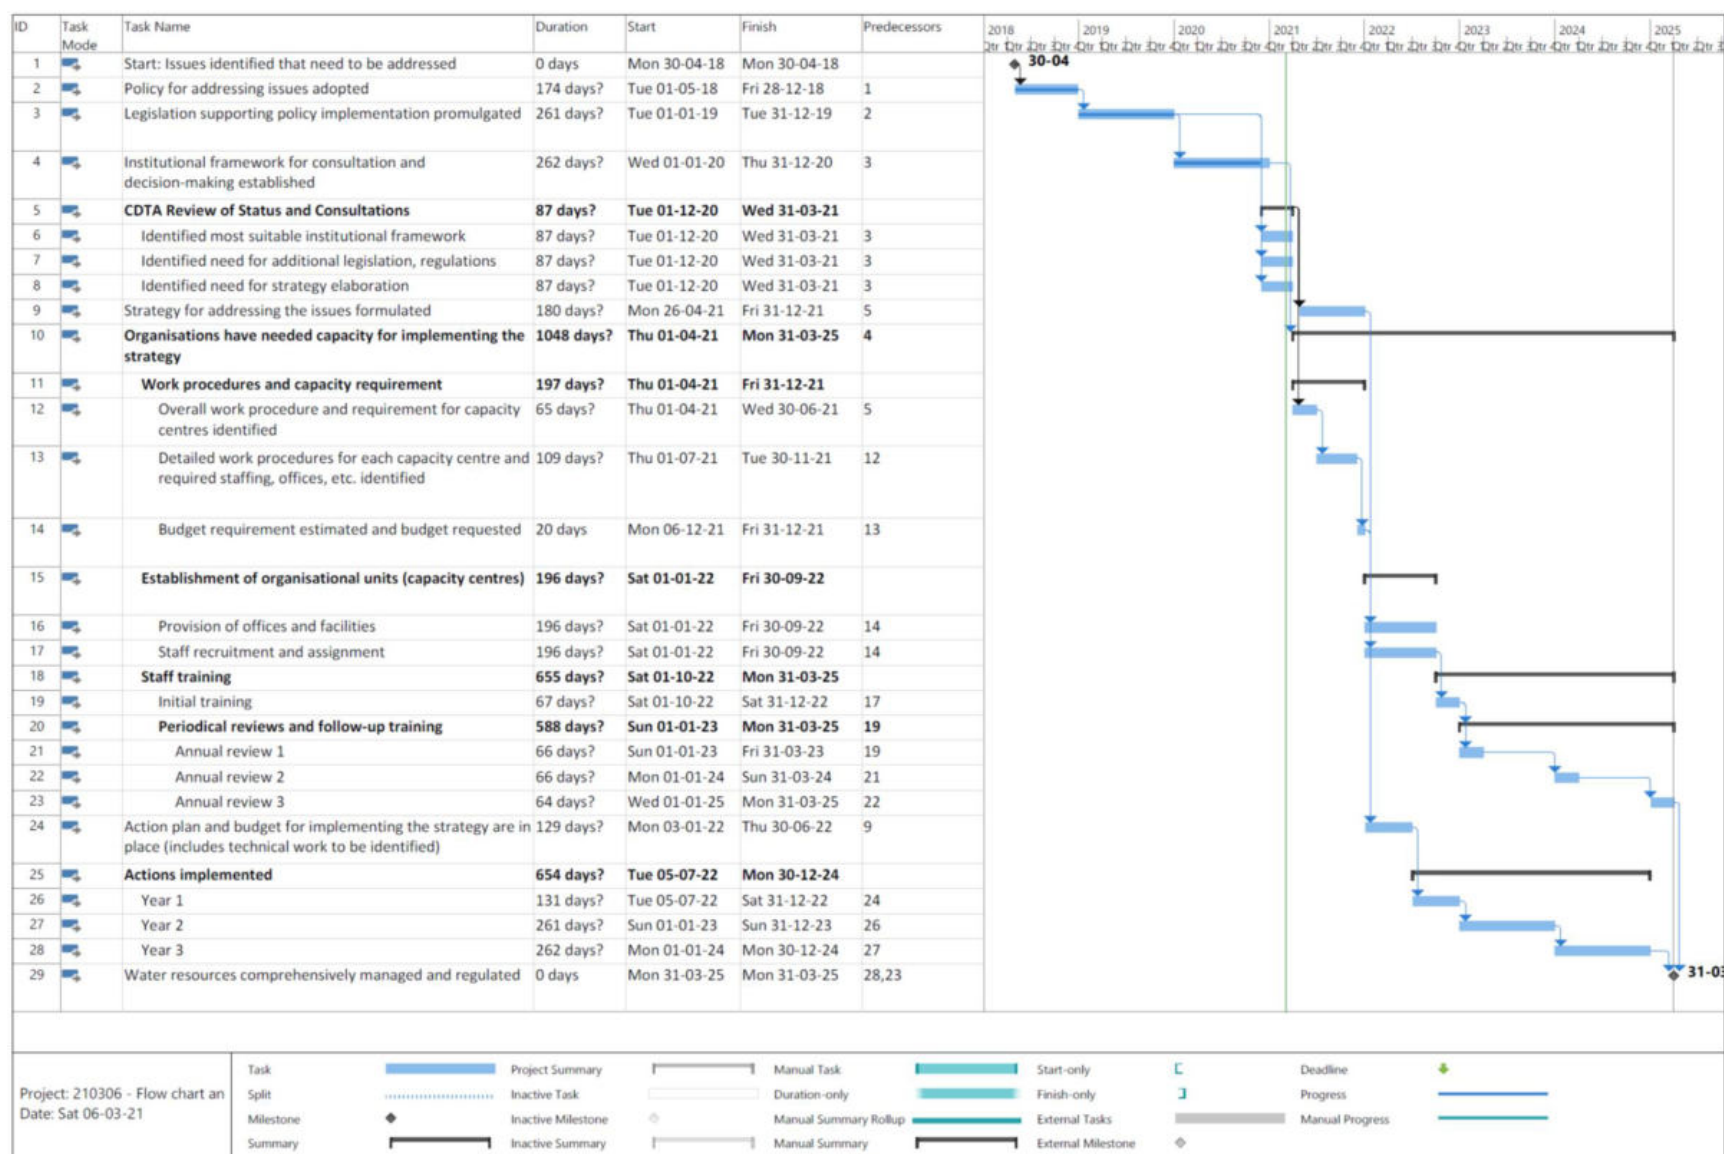 ID Task Mode Task Name Duration Start Finish Predecessors
2018 2019 2020 2021 2022 2023 2024 2025
1 Start: Issues identified that need to be addressed 0 days Mon 30-04-18 Mon 30-04-18
30-04
2 Policy for addressing issues adopted 174 days? Tue 01-05-18 Fri 28-12-18 1
3 Legislation supporting policy implementation promulgated 261 days? Tue 01-01-19 Tue 31-12-19 2
4 Institutional framework for consultation and 262 days? Wed 01-01-20 Thu 31-12-20 3
decision-making established
5 CDTA Review of Status and Consultations 87 days? Tue 01-12-20 Wed 31-03-21
6 Identified most suitable institutional framework 87 days? Tue 01-12-20 Wed 31-03-21 3
7 Identified need for additional legislation, regulations 87 days? Tue 01-12-20 Wed 31-03-21 3
8 Identified need for strategy elaboration 87 days? Tue 01-12-20 Wed 31-03-21 3
9 Strategy for addressing the issues formulated 180 days? Mon 26-04-21 Fri 31-12-21 5
10 Organisations have needed capacity for implementing the 1048 days? Thu 01-04-21 Mon 31-03-25 4
strategy
11 Work procedures and capacity requirement 197 days? Thu 01-04-21 Fri 31-12-21
12 Overall work procedure and requirement for capacity 65 days? Thu 01-04-21 Wed 30-06-21 5
centres identified
13 Detailed work procedures for each capacity centre and 109 days? Thu 01-07-21 Tue 30-11-21 12
required staffing, offices, etc. identified
14 Budget requirement estimated and budget requested 20 days Mon 06-12-21 Fri 31-12-21 13
15 Establishment of organisational units (capacity centres) 196 days? Sat 01-01-22 Fri 30-09-22
16 Provision of offices and facilities 196 days? Sat 01-01-22 Fri 30-09-22 14
17 Staff recruitment and assignment 196 days? Sat 01-01-22 Fri 30-09-22 14
18 Staff training 655 days? Sat 01-10-22 Mon 31-03-25
19 Initial training 67 days? Sat 01-10-22 Sat 31-12-22 17
20 Periodical reviews and follow-up training 588 days? Sun 01-01-23 Mon 31-03-25 19
21 Annual review 1 66 days? Sun 01-01-23 Fri 31-03-23 19
22 Annual review 2 66 days? Mon 01-01-24 Sun 31-03-24 21
23 Annual review 3 64 days? Wed 01-01-25 Mon 31-03-25 22
24 Action plan and budget for implementing the strategy are in 129 days? Mon 03-01-22 Thu 30-06-22 9
place (includes technical work to be identified)
25 Actions implemented 654 days? Tue 05-07-22 Mon 30-12-24
26 Year 1 131 days? Tue 05-07-22 Sat 31-12-22 24
27 Year 2 261 days? Sun 01-01-23 Sun 31-12-23 26
28 Year 3 262 days? Mon 01-01-24 Mon 30-12-24 27
29 Water resources comprehensively managed and regulated 0 days Mon 31-03-25 Mon 31-03-25 28,23
31-03
Project: 210306 - Flow chart an
Date: Sat 06-03-21
Task Project Summary Manual Task Start-only Deadline
Split Inactive Task Duration-only Finish-only Progress
Milestone Inactive Milestone Manual Summary Rollup External Tasks Manual Progress
Summary Inactive Summary Manual Summary External Milestone